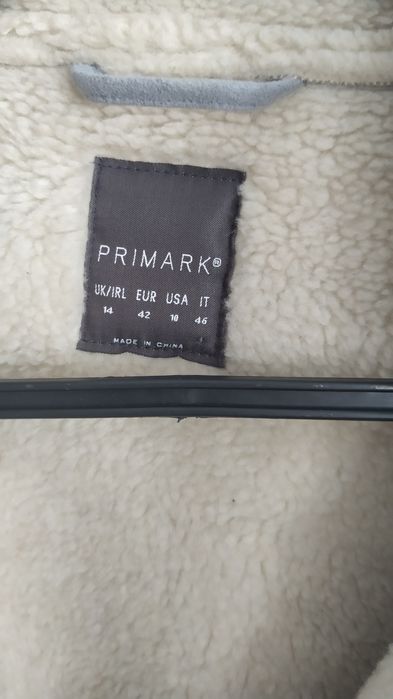 PRIMARK®
UK/IRL EUR USA IT
14 42 10 46
MADE IN CHINA